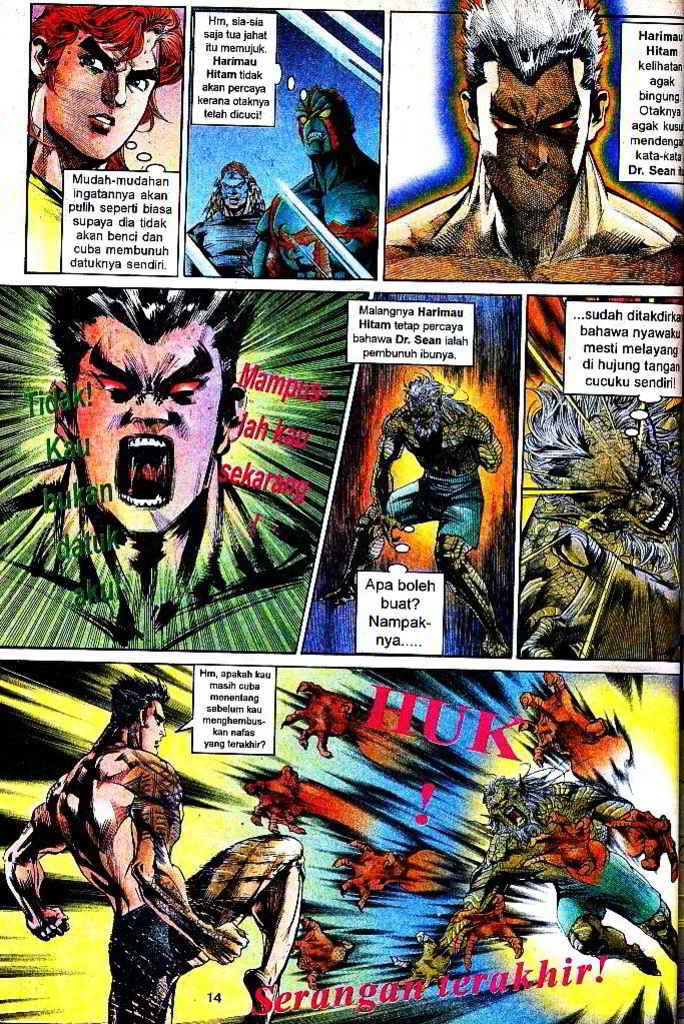 Mudah-mudahan
ingatannya akan
pulih seperti biasa
supaya dia tidak
akan benci dan
cuba membunuh
datuknya sendiri.
Hm, sia-sia
saja tua jahat
itu memujuk.
Harimau
Hitam tidak
akan percaya
kerana otaknya
telah dicuci!
Harimau
Hitam
kelihatan
agak
bingung.
Otaknya
agak kusut
mendengar
kata-kata
Dr. Sean
Tidak!
Kau
bukan
datuk
aku!
Mampus-
lah kau
sekarang
!
Malangnya Harimau
Hitam tetap percaya
bahawa Dr. Sean ialah
pembunuh ibunya.
Apa boleh
buat?
Nampak-
nya.....
...sudah ditakdirkan
bahawa nyawaku
mesti melayang
di hujung tangan
cucuku sendiri!
Hm, apakah kau
masih cuba
menentang
sebelum kau
menghembus-
kan nafas
yang terakhir?
HUK
!
Serangan terakhir!
14